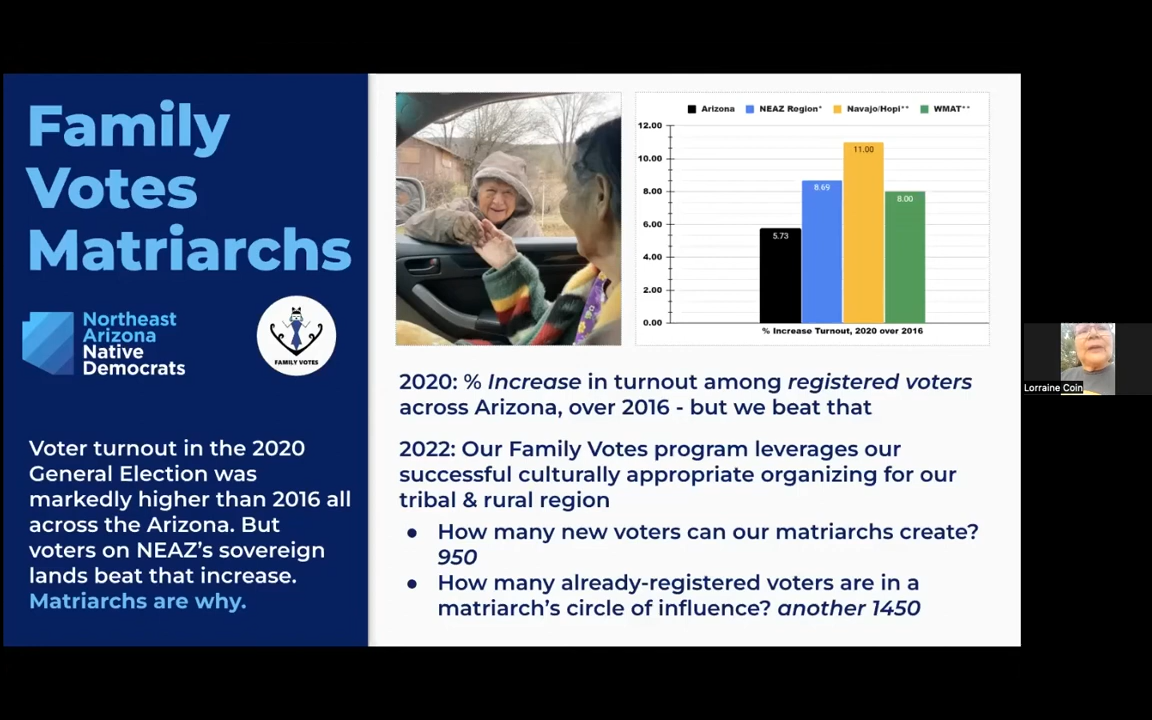 Family
Votes
Matriarchs
Northeast
Arizona
Native
Democrats
FAMILY VOTES
Voter turnout in the 2020
General Election was
markedly higher than 2016 all
across the Arizona. But
voters on NEAZ's sovereign
lands beat that increase.
Matriarchs are why.
Arizona NEAZ Region* Navajo/Hopi** WMAT**
12.00
10.00
8.00
6.00
4.00
2.00
0.00
5.73
8.69
11.00
8.00
% Increase Turnout, 2020 over 2016
2020: % Increase in turnout among registered voters
across Arizona, over 2016 - but we beat that
2022: Our Family Votes program leverages our
successful culturally appropriate organizing for our
tribal & rural region
● How many new voters can our matriarchs create?
950
● How many already-registered voters are in a
matriarch's circle of influence? another 1450
Lorraine Coin